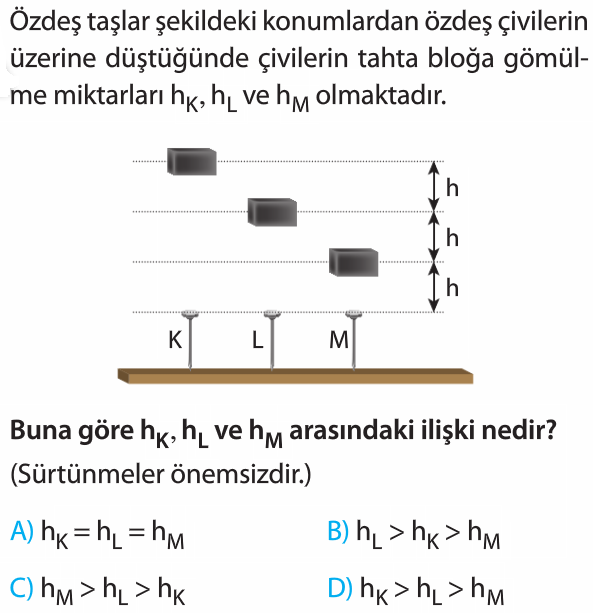 Özdeş taşlar şekildeki konumlardan özdeş çivilerin
üzerine düştüğünde çivilerin tahta bloğa gömül-
me miktarları hK, hL ve hM olmaktadır.
h
h
h
K L M
Buna göre hK, hL ve hM arasındaki ilişki nedir?
(Sürtünmeler önemsizdir.)
A) hK = hL = hM B) hL > hK > hM
C) hM > hL > hK D) hK > hL > hM